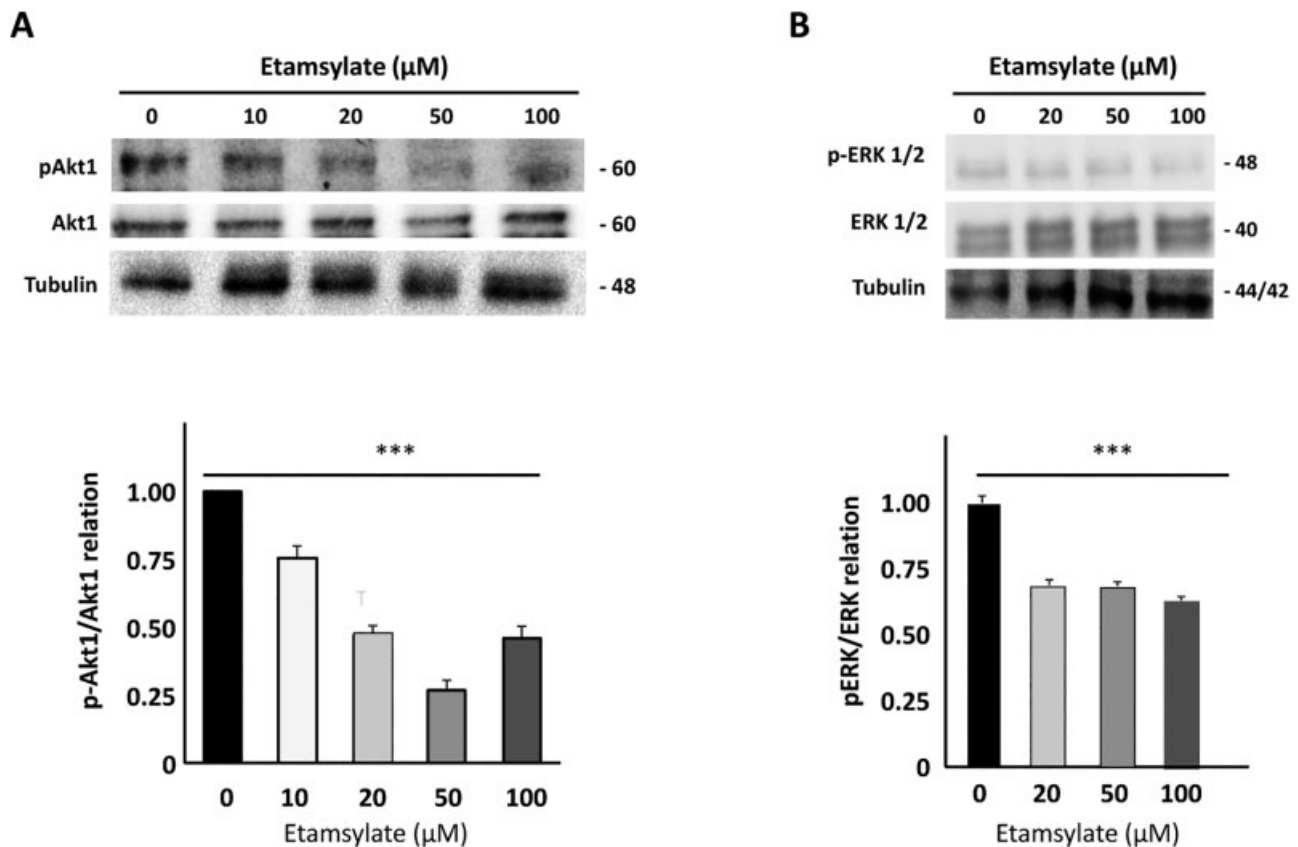 A
Etamsylate (µM)
0 10 20 50 100
pAkt1 - 60
Akt1 - 60
Tubulin - 48
***
p-Akt1/Akt1 relation
1.00
0.75
0.50
0.25
0
T
0 10 20 50 100
Etamsylate (µM)
B
Etamsylate (µM)
0 20 50 100
p-ERK 1/2 - 48
ERK 1/2 - 40
Tubulin - 44/42
***
pERK/ERK relation
1.00
0.75
0.50
0.25
0
0 20 50 100
Etamsylate (µM)